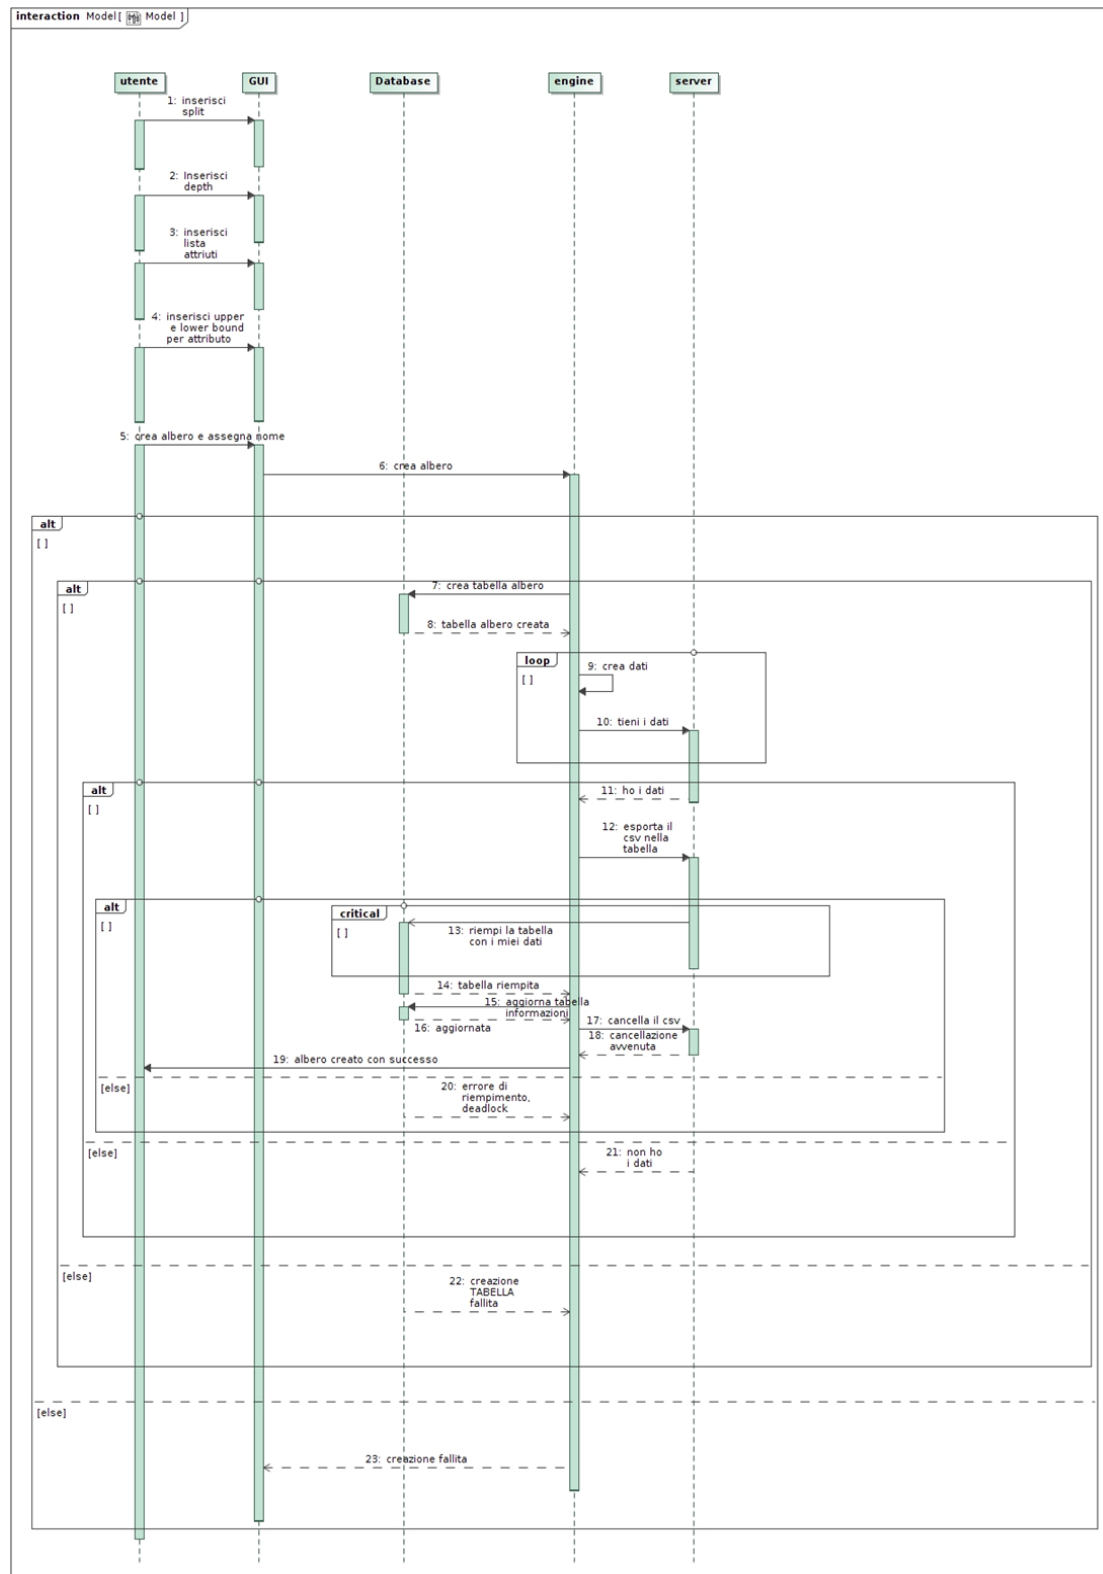 interaction Model[ Model ]
utente
GUI
Database
engine
server
1: inserisci
split
2: Inserisci
depth
3: inserisci
lista
attriuti
4: inserisci upper
e lower bound
per attributo
5: crea albero e assegna nome
6: crea albero
alt
[ ]
alt
[ ]
7: crea tabella albero
8: tabella albero creata
loop
[ ]
9: crea dati
10: tieni i dati
alt
[ ]
11: ho i dati
12: esporta il
csv nella
tabella
alt
[ ]
critical
[ ]
13: riempi la tabella
con i miei dati
14: tabella riempita
15: aggiorna tabella
informazioni
16: aggiornata
17: cancella il csv
18: cancellazione
avvenuta
19: albero creato con successo
[else]
20: errore di
riempimento,
deadlock
[else]
21: non ho
i dati
[else]
22: creazione
TABELLA
fallita
[else]
23: creazione fallita